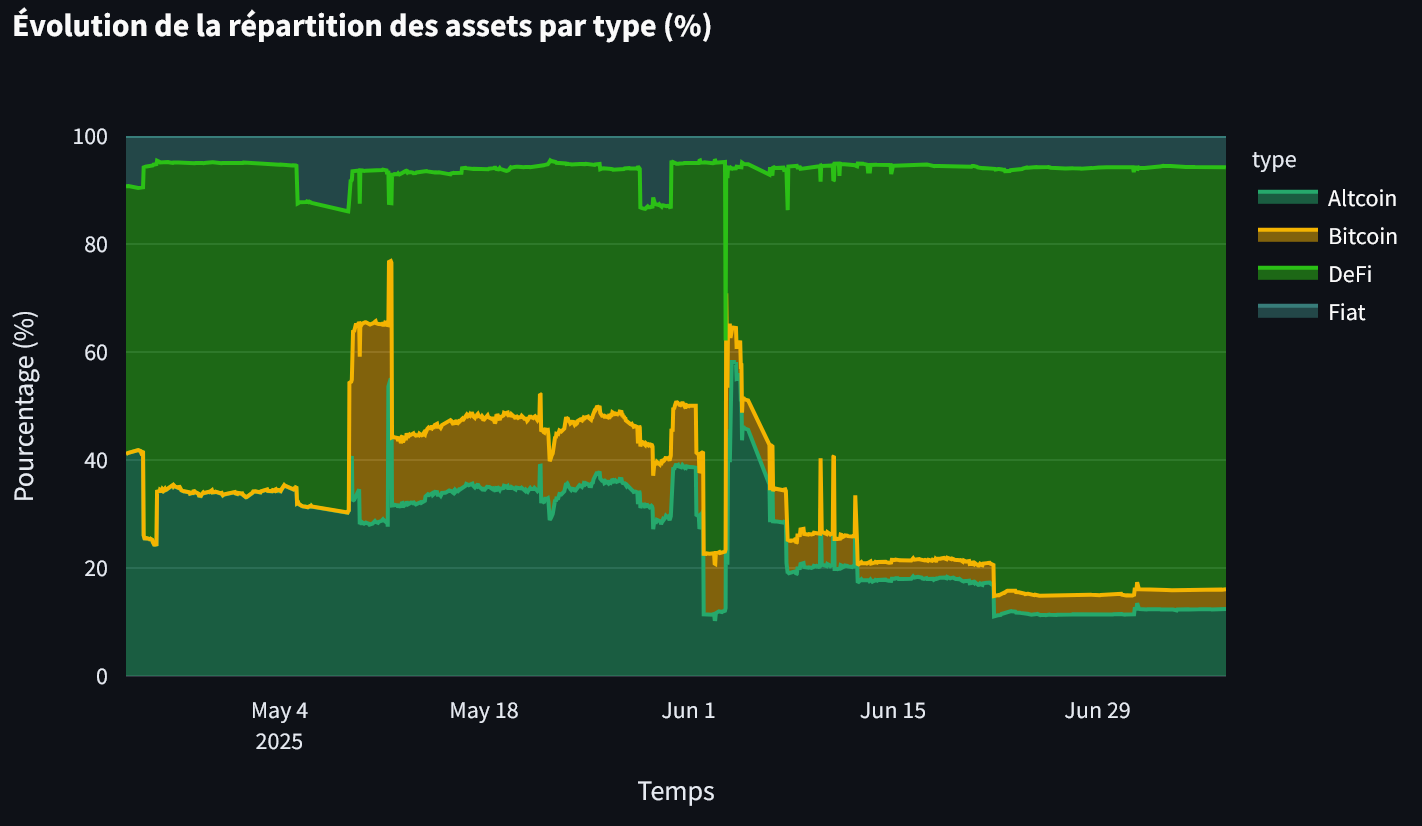 Évolution de la répartition des assets par type (%)
100
80
60
40
20
0
Pourcentage (%)
May 4
2025
May 18
Jun 1
Jun 15
Jun 29
Temps
type
Altcoin
Bitcoin
DeFi
Fiat